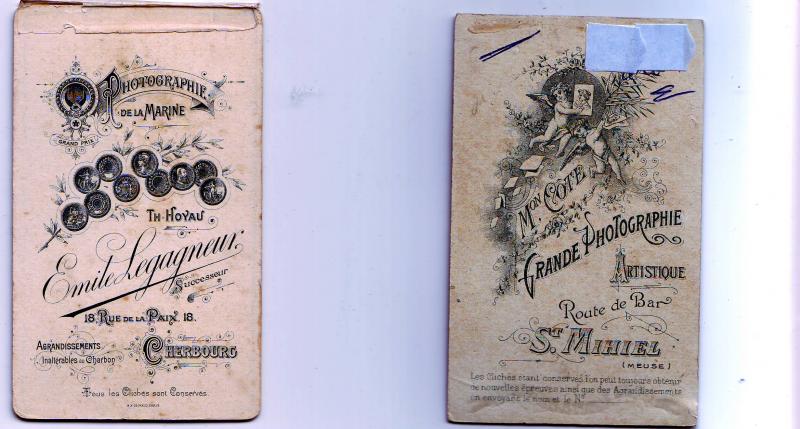 PHOTOGRAPHIE
DE LA MARINE
GRAND PRIX
TH HOYAU
Emile Legagneur
Successeur
18, RUE DE LA PAIX, 18.
AGRANDISSEMENTS
Inaltérables au Charbon
CHERBOURG
Tous les Clichés sont Conservés.
MON COTE
GRANDE PHOTOGRAPHIE
ARTISTIQUE
Route de Bar
ST MIHIEL
(MEUSE)
Les Clichés étant conservés l'on peut toujours obtenir
de nouvelles épreuves ainsi que des Agrandissements
en envoyant le nom et le No